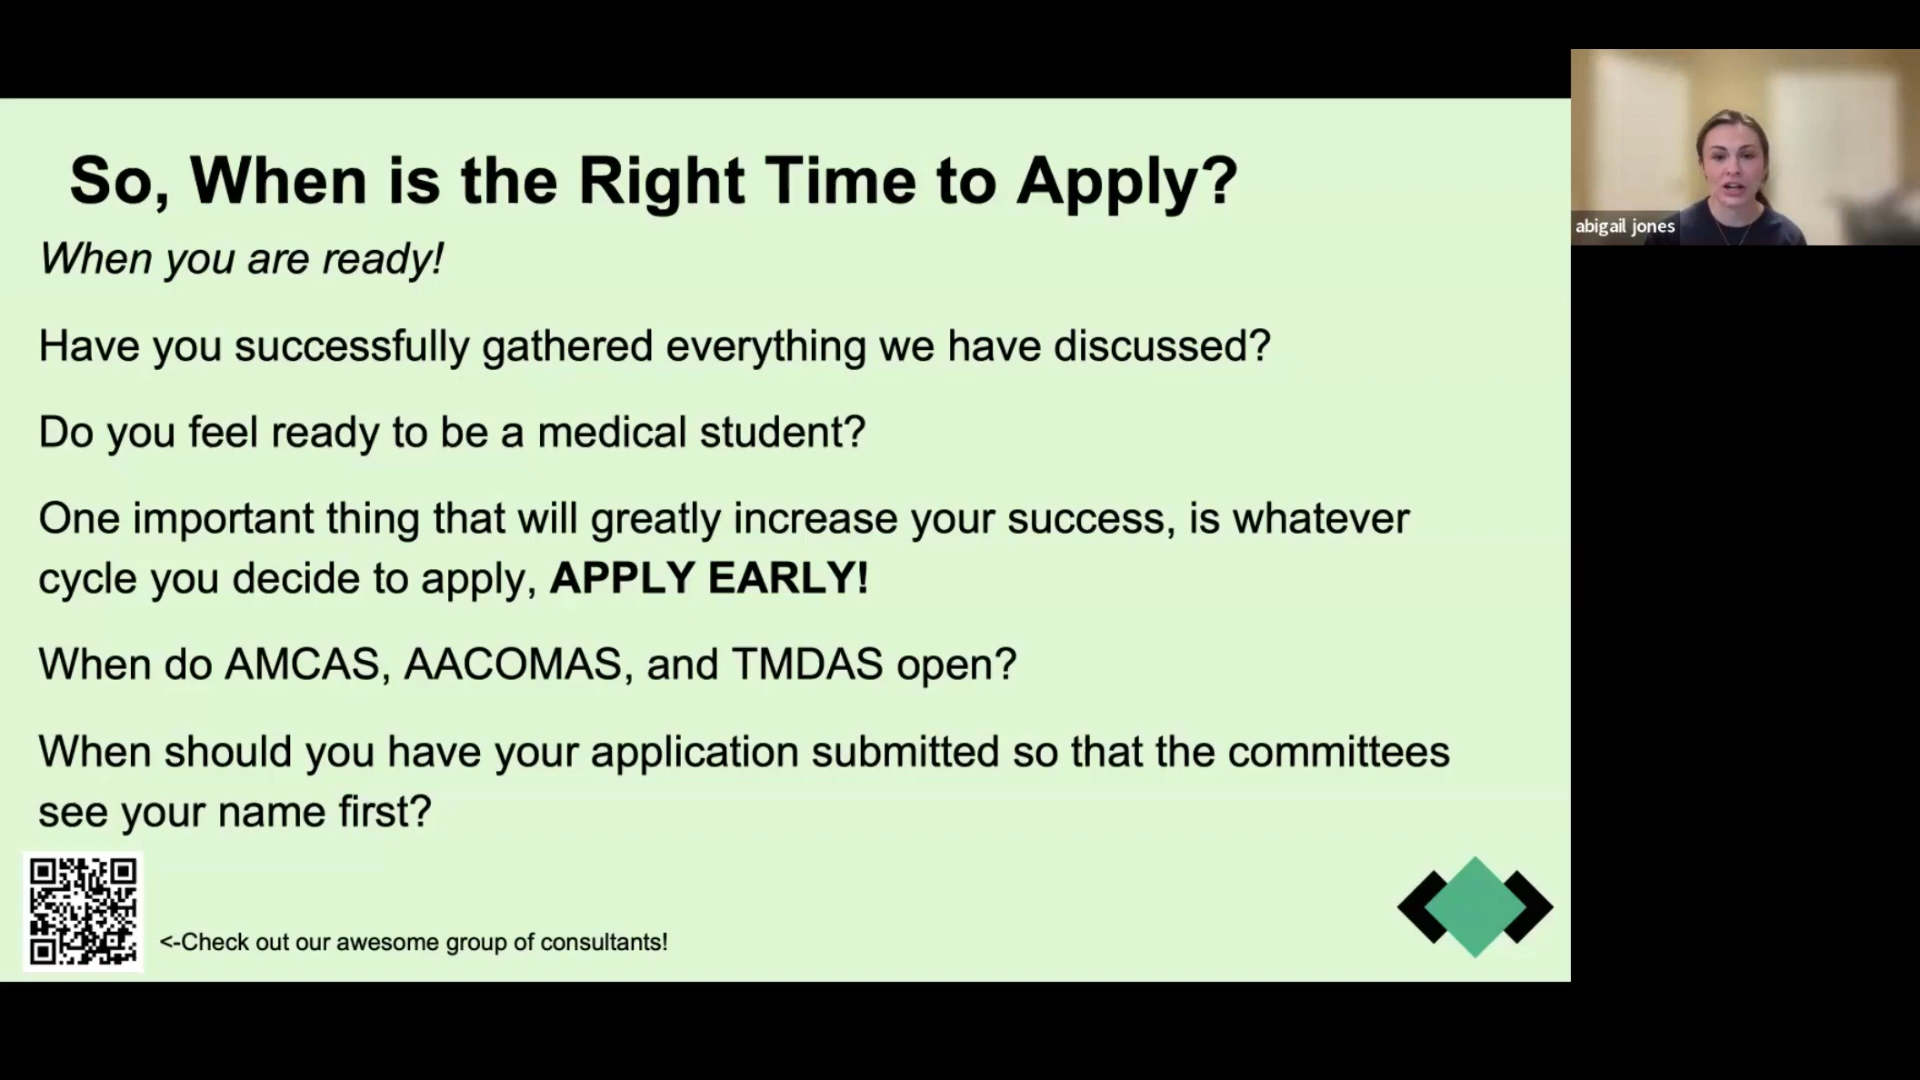 So, When is the Right Time to Apply?
When you are ready!
Have you successfully gathered everything we have discussed?
Do you feel ready to be a medical student?
One important thing that will greatly increase your success, is whatever
cycle you decide to apply, APPLY EARLY!
When do AMCAS, AACOMAS, and TMDAS open?
When should you have your application submitted so that the committees
see your name first?
<-Check out our awesome group of consultants!
abigail jones